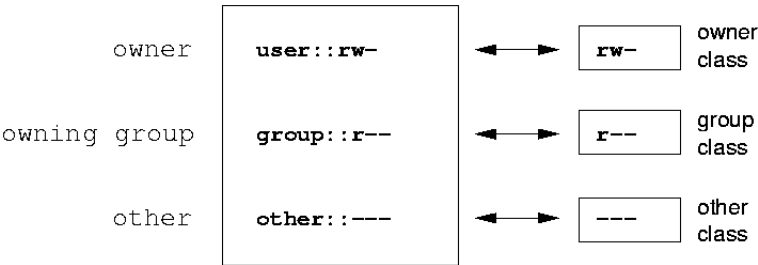 owner user::rw- rw- owner class
owning group group::r-- r-- group class
other other::--- --- other class